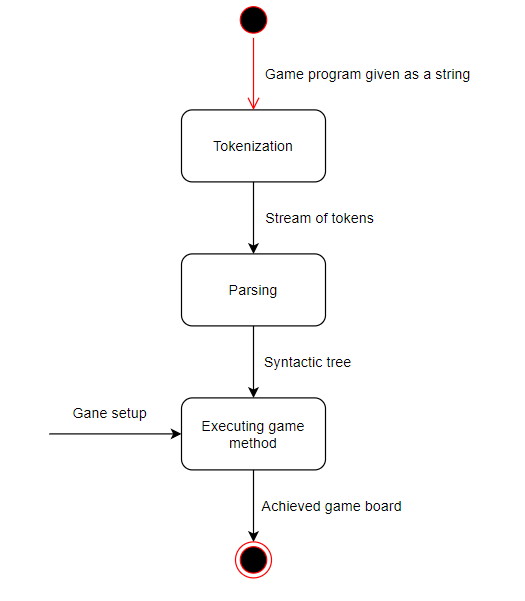 Game program given as a string
Tokenization
Stream of tokens
Parsing
Syntactic tree
Gane setup
Executing game
method
Achieved game board